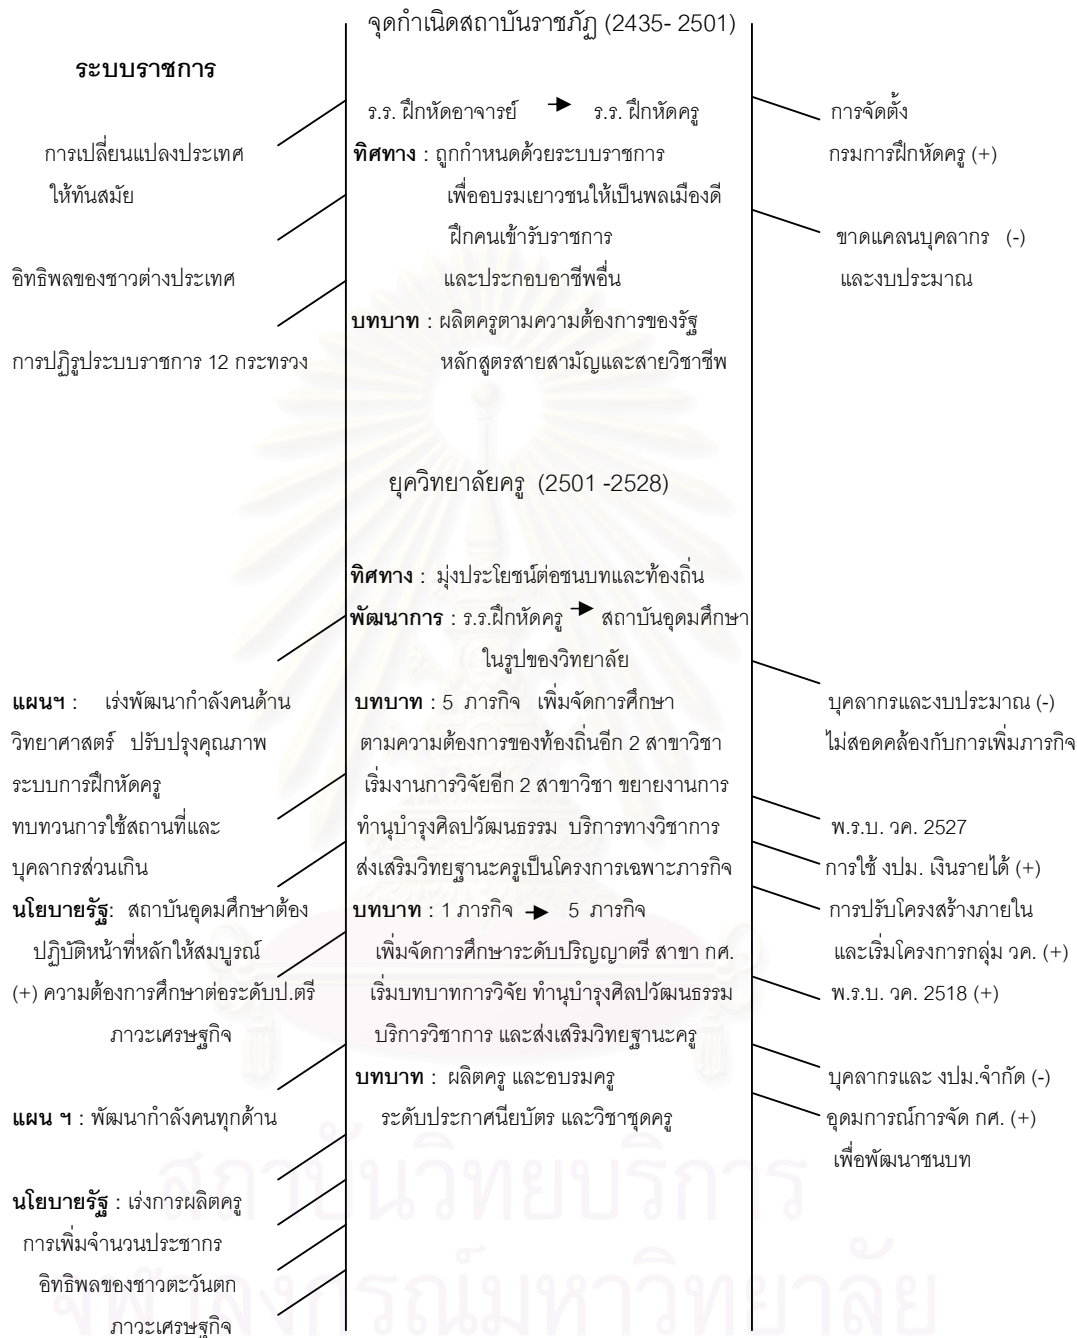 จุดกำเนิดสถาบันราชภัฏ (2435- 2501)
ระบบราชการ
ร.ร. ฝึกหัดอาจารย์ → ร.ร. ฝึกหัดครู
การจัดตั้ง
การเปลี่ยนแปลงประเทศ
ทิศทาง : ถูกกำหนดด้วยระบบราชการ
กรมการฝึกหัดครู (+)
ให้ทันสมัย
เพื่ออบรมเยาวชนให้เป็นพลเมืองดี
ฝึกคนเข้ารับราชการ
ขาดแคลนบุคลากร (-)
อิทธิพลของชาวต่างประเทศ
และประกอบอาชีพอื่น
และงบประมาณ
บทบาท : ผลิตครูตามความต้องการของรัฐ
การปฏิรูประบบราชการ 12 กระทรวง
หลักสูตรสายสามัญและสายวิชาชีพ
ยุควิทยาลัยครู (2501 -2528)
ทิศทาง : มุ่งประโยชน์ต่อชนบทและท้องถิ่น
พัฒนาการ : ร.ร.ฝึกหัดครู → สถาบันอุดมศึกษา
ในรูปของวิทยาลัย
แผนฯ : เร่งพัฒนากำลังคนด้าน
บทบาท : 5 ภารกิจ เพิ่มจัดการศึกษา
บุคลากรและงบประมาณ (-)
วิทยาศาสตร์ ปรับปรุงคุณภาพ
ตามความต้องการของท้องถิ่นอีก 2 สาขาวิชา
ไม่สอดคล้องกับการเพิ่มภารกิจ
ระบบการฝึกหัดครู
เริ่มงานการวิจัยอีก 2 สาขาวิชา ขยายงานการ
ทบทวนการใช้สถานที่และ
ทำนุบำรุงศิลปวัฒนธรรม บริการทางวิชาการ
พ.ร.บ. วค. 2527
บุคลากรส่วนเกิน
ส่งเสริมวิทยฐานะครูเป็นโครงการเฉพาะภารกิจ
การใช้ งปม. เงินรายได้ (+)
นโยบายรัฐ: สถาบันอุดมศึกษาต้อง
บทบาท : 1 ภารกิจ → 5 ภารกิจ
การปรับโครงสร้างภายใน
ปฏิบัติหน้าที่หลักให้สมบูรณ์
เพิ่มจัดการศึกษาระดับปริญญาตรี สาขา กศ.
และเริ่มโครงการกลุ่ม วค. (+)
(+) ความต้องการศึกษาต่อระดับป.ตรี
เริ่มบทบาทการวิจัย ทำนุบำรุงศิลปวัฒนธรรม
พ.ร.บ. วค. 2518 (+)
ภาวะเศรษฐกิจ
บริการวิชาการ และส่งเสริมวิทยฐานะครู
บทบาท : ผลิตครู และอบรมครู
บุคลากรและ งปม.จำกัด (-)
แผน ฯ : พัฒนากำลังคนทุกด้าน
ระดับประกาศนียบัตร และวิชาชุดครู
อุดมการณ์การจัด กศ. (+)
เพื่อพัฒนาชนบท
นโยบายรัฐ : เร่งการผลิตครู
การเพิ่มจำนวนประชากร
อิทธิพลของชาวตะวันตก
ภาวะเศรษฐกิจ
สถาบันวิทยบริการ
จุฬาลงกรณ์มหาวิทยาลัย